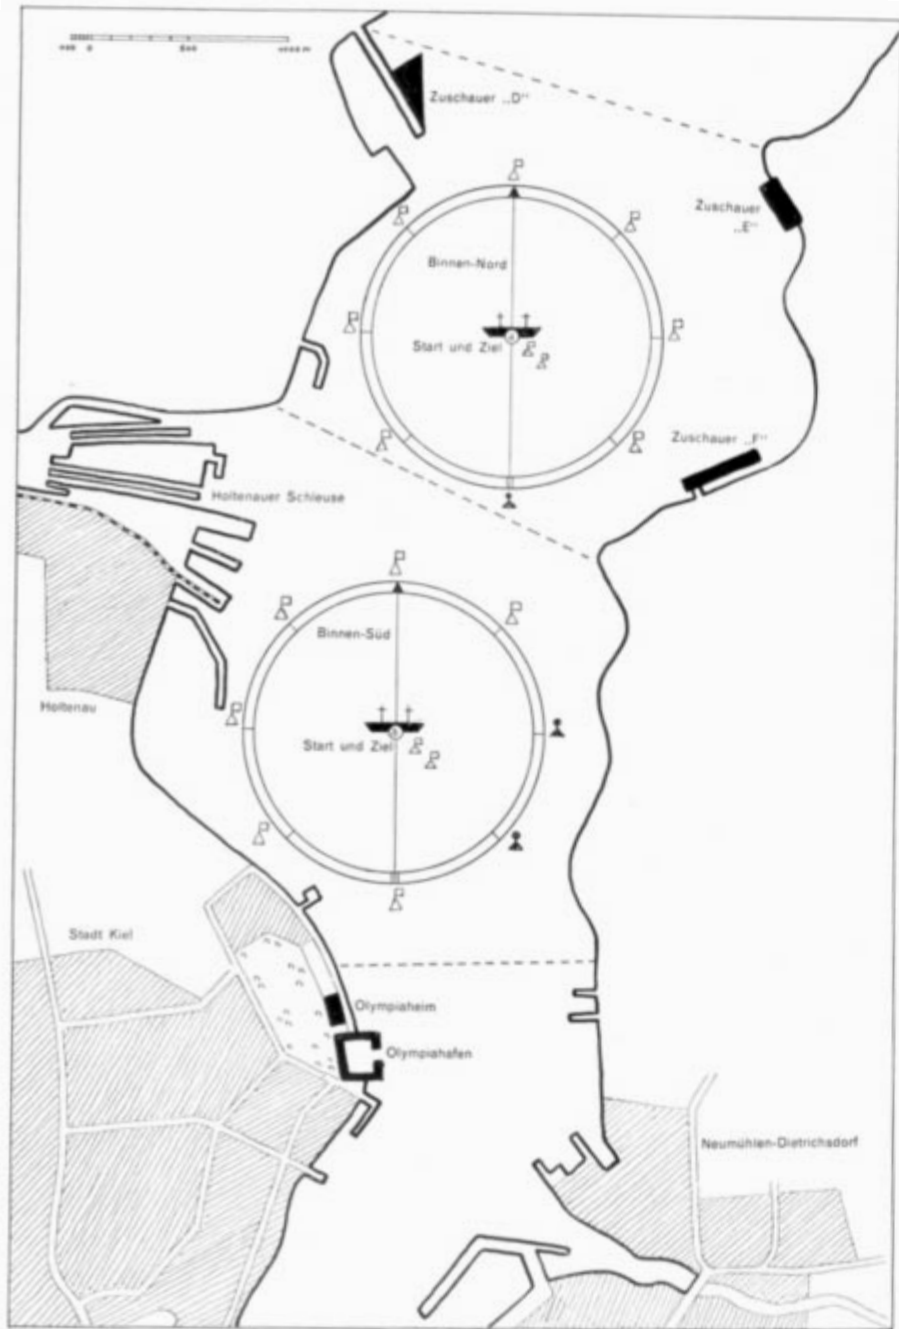 Zuschauer „D"
Zuschauer
„E"
Binnen-Nord
Start und Ziel
Zuschauer „F"
Holtenauer Schleuse
Binnen-Süd
Holtenau
Start und Ziel
Stadt Kiel
Olympiaheim
Olympiahafen
Neumühlen-Dietrichsdorf